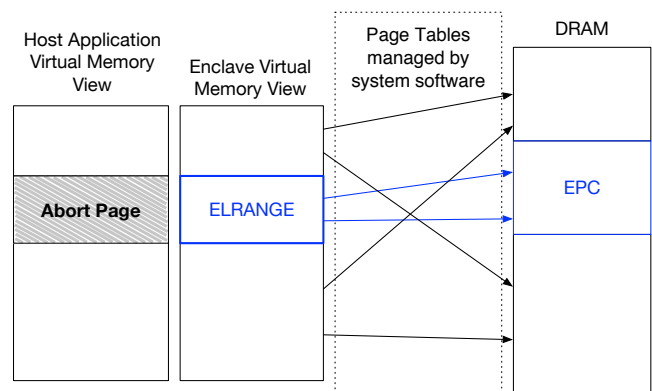 Host Application
Virtual Memory
View
Enclave Virtual
Memory View
Page Tables
managed by
system software
DRAM
Abort Page
ELRANGE
EPC